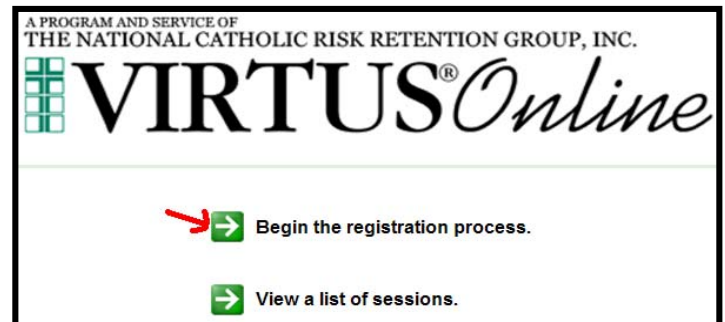 A PROGRAM AND SERVICE OF
THE NATIONAL CATHOLIC RISK RETENTION GROUP, INC.
VIRTUS® Online
Begin the registration process.
View a list of sessions.